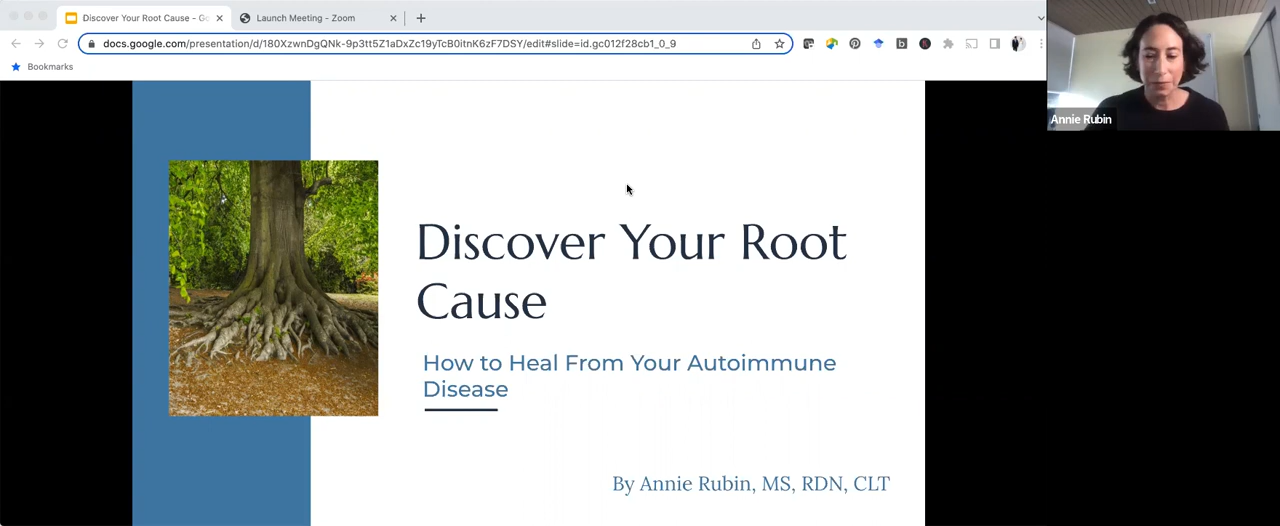 Discover Your Root Cause - Go
Launch Meeting - Zoom
docs.google.com/presentation/d/180XzwnDgQNk-9p3tt5Z1aDxZc19yTcB0itnK6zF7DSY/edit#slide=id.gc012f28cb1_0_9
Bookmarks
Annie Rubin
Discover Your Root
Cause
How to Heal From Your Autoimmune
Disease
By Annie Rubin, MS, RDN, CLT